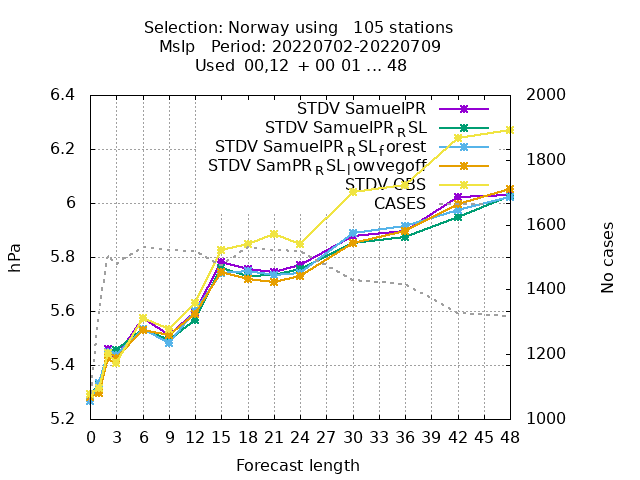 Selection: Norway using   105 stations
Mslp   Period: 20220702-20220709
Used  00,12  + 00 01 ... 48
6.4
6.2
6
5.8
5.6
5.4
5.2
hPa
STDV SamuelPR
STDV SamuelPR_RSL
STDV SamuelPR_RSL_forest
STDV SamPR_RSL_lowvegoff
STDV OBS
CASES
2000
1800
1600
1400
1200
1000
No cases
0 3 6 9 12 15 18 21 24 27 30 33 36 39 42 45 48
Forecast length